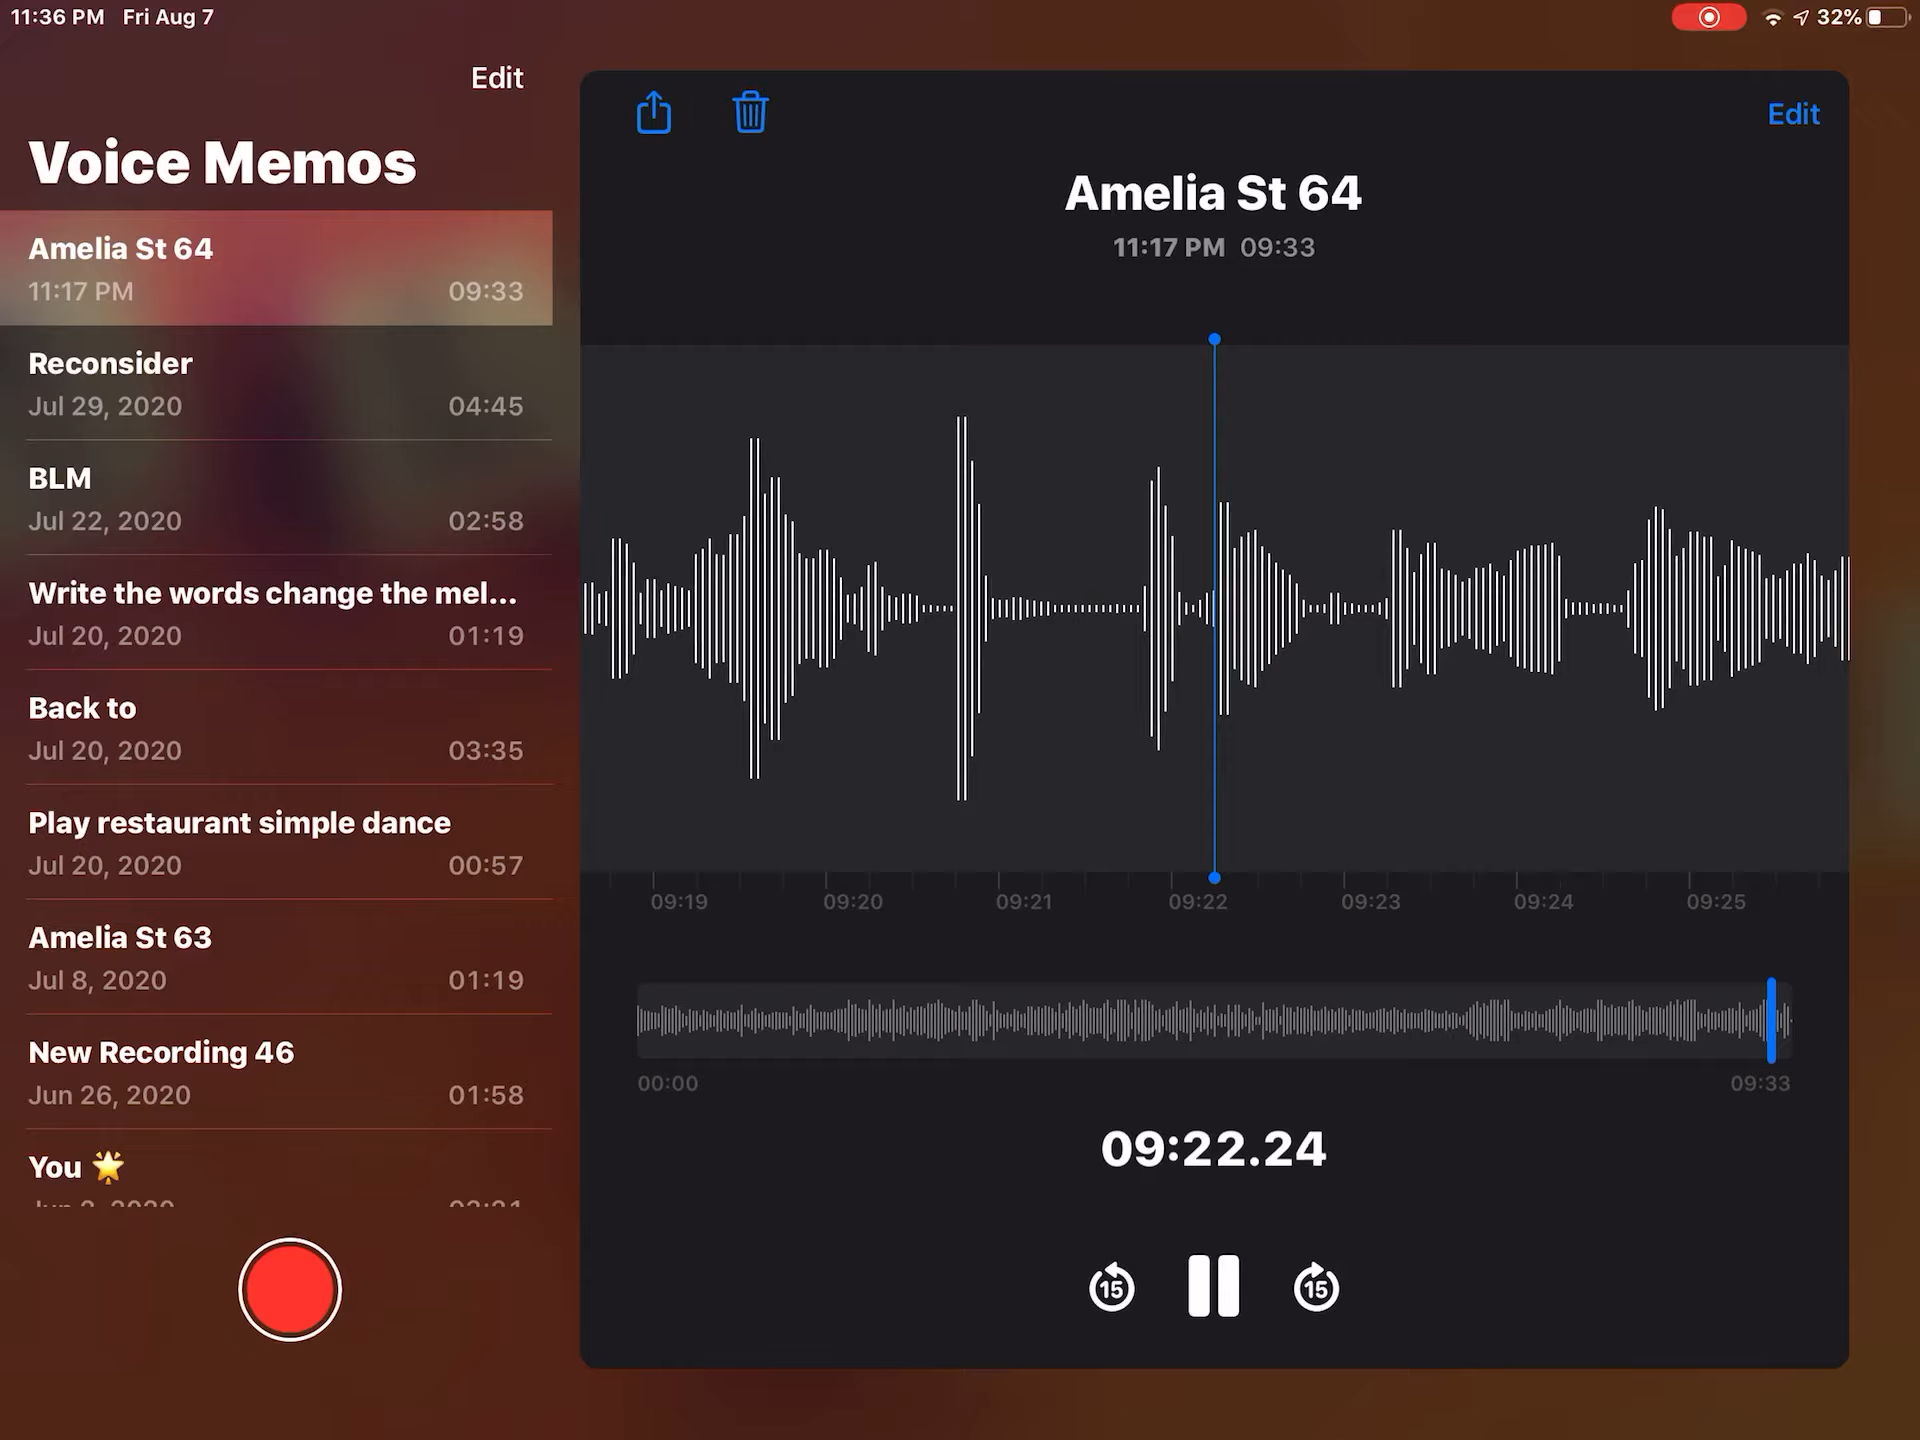 11:36 PM Fri Aug 7
32%
Edit
Voice Memos
Amelia St 64
11:17 PM 09:33
Reconsider
Jul 29, 2020 04:45
BLM
Jul 22, 2020 02:58
Write the words change the mel...
Jul 20, 2020 01:19
Back to
Jul 20, 2020 03:35
Play restaurant simple dance
Jul 20, 2020 00:57
Amelia St 63
Jul 8, 2020 01:19
New Recording 46
Jun 26, 2020 01:58
You 🌟
Edit
Amelia St 64
11:17 PM 09:33
09:19 09:20 09:21 09:22 09:23 09:24 09:25
00:00 09:33
09:22.24
15 15